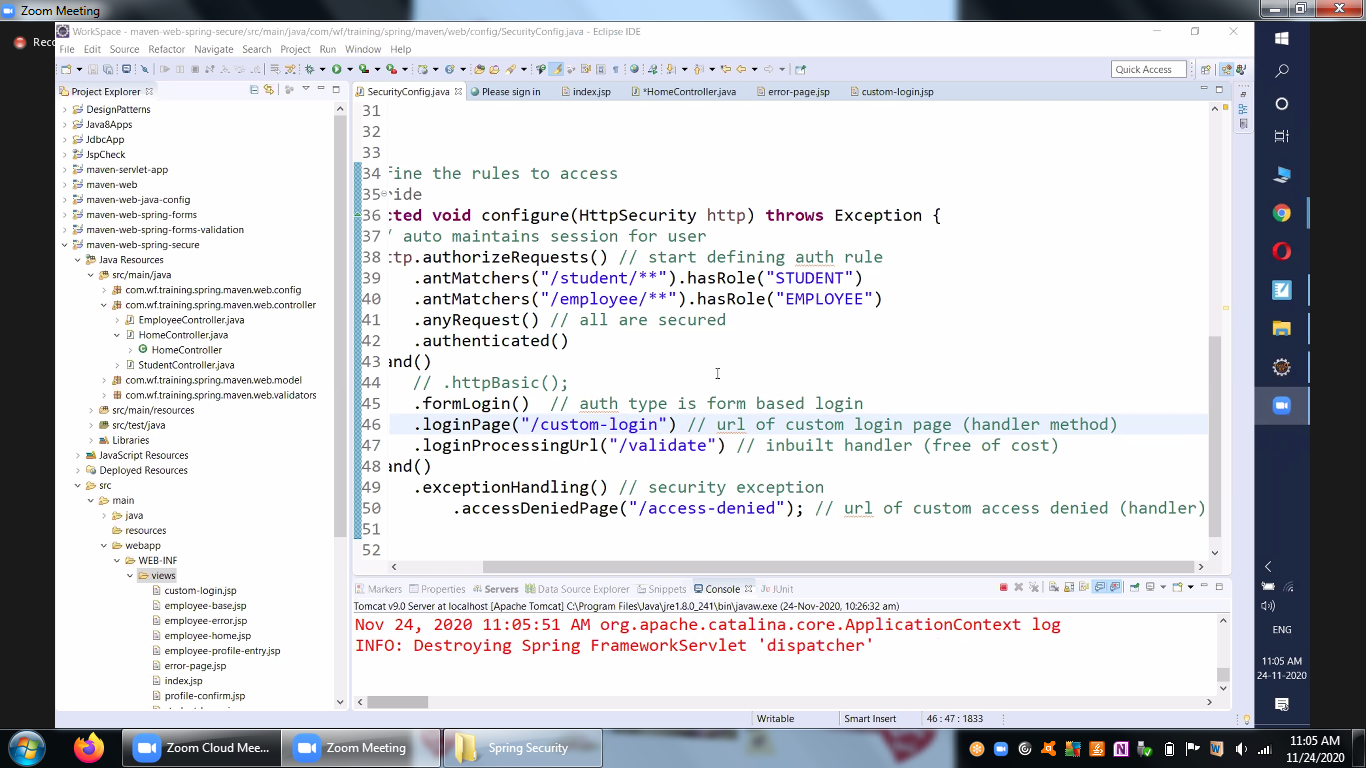 Zoom Meeting
Reco
WorkSpace - maven-web-spring-secure/src/main/java/com/wf/training/spring/maven/web/config/SecurityConfig.java - Eclipse IDE
File Edit Source Refactor Navigate Search Project Run Window Help
Quick Access
Project Explorer
SecurityConfig.java Please sign in index.jsp *HomeController.java error-page.jsp custom-login.jsp
DesignPatterns
Java8Apps
JdbcApp
JspCheck
maven-servlet-app
maven-web
maven-web-java-config
maven-web-spring-forms
maven-web-spring-forms-validation
maven-web-spring-secure
Java Resources
src/main/java
com.wf.training.spring.maven.web.config
com.wf.training.spring.maven.web.controller
EmployeeController.java
HomeController.java
HomeController
StudentController.java
com.wf.training.spring.maven.web.model
com.wf.training.spring.maven.web.validators
src/main/resources
src/test/java
Libraries
JavaScript Resources
Deployed Resources
src
main
java
resources
webapp
WEB-INF
views
custom-login.jsp
employee-base.jsp
employee-error.jsp
employee-home.jsp
employee-profile-entry.jsp
error-page.jsp
index.jsp
profile-confirm.jsp
31
32
33
34 fine the rules to access
35 ride
36 cted void configure(HttpSecurity http) throws Exception {
37 / auto maintains session for user
38 ttp.authorizeRequests() // start defining auth rule
39 .antMatchers("/student/**").hasRole("STUDENT")
40 .antMatchers("/employee/**").hasRole("EMPLOYEE")
41 .anyRequest() // all are secured
42 .authenticated()
43 and()
44 // .httpBasic();
45 .formLogin() // auth type is form based login
46 .loginPage("/custom-login") // url of custom login page (handler method)
47 .loginProcessingUrl("/validate") // inbuilt handler (free of cost)
48 and()
49 .exceptionHandling() // security exception
50 .accessDeniedPage("/access-denied"); // url of custom access denied (handler)
51
52
Markers Properties Servers Data Source Explorer Snippets Console JUnit
Tomcat v9.0 Server at localhost [Apache Tomcat] C:\Program Files\Java\jre1.8.0_241\bin\javaw.exe (24-Nov-2020, 10:26:32 am)
Nov 24, 2020 11:05:51 AM org.apache.catalina.core.ApplicationContext log
INFO: Destroying Spring FrameworkServlet 'dispatcher'
Writable Smart Insert 46 : 47 : 1833
ENG
11:05 AM
24-11-2020
Zoom Cloud Mee... Zoom Meeting Spring Security
11:05 AM
11/24/2020